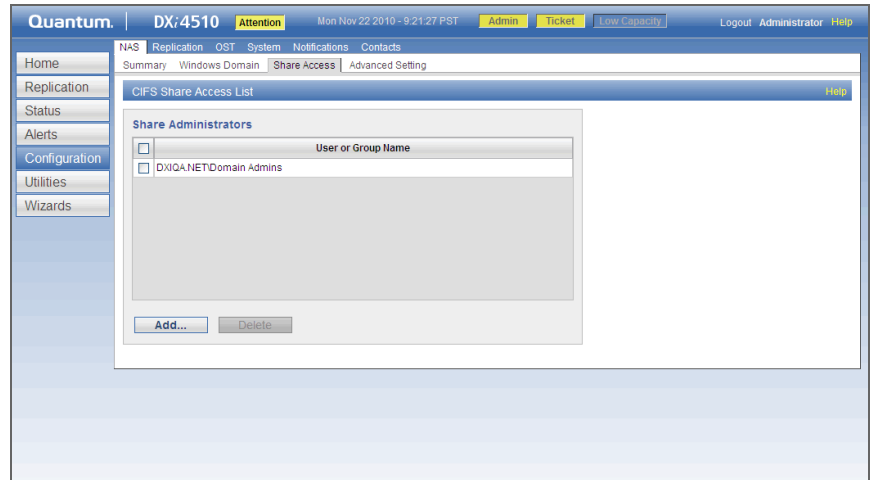 Quantum. DXi4510 Attention Mon Nov 22 2010 - 9:21:27 PST Admin Ticket Low Capacity Logout Administrator Help
NAS Replication OST System Notifications Contacts
Summary Windows Domain Share Access Advanced Setting
Home
Replication
Status
Alerts
Configuration
Utilities
Wizards
CIFS Share Access List Help
Share Administrators
User or Group Name
DXIQA.NET\Domain Admins
Add... Delete